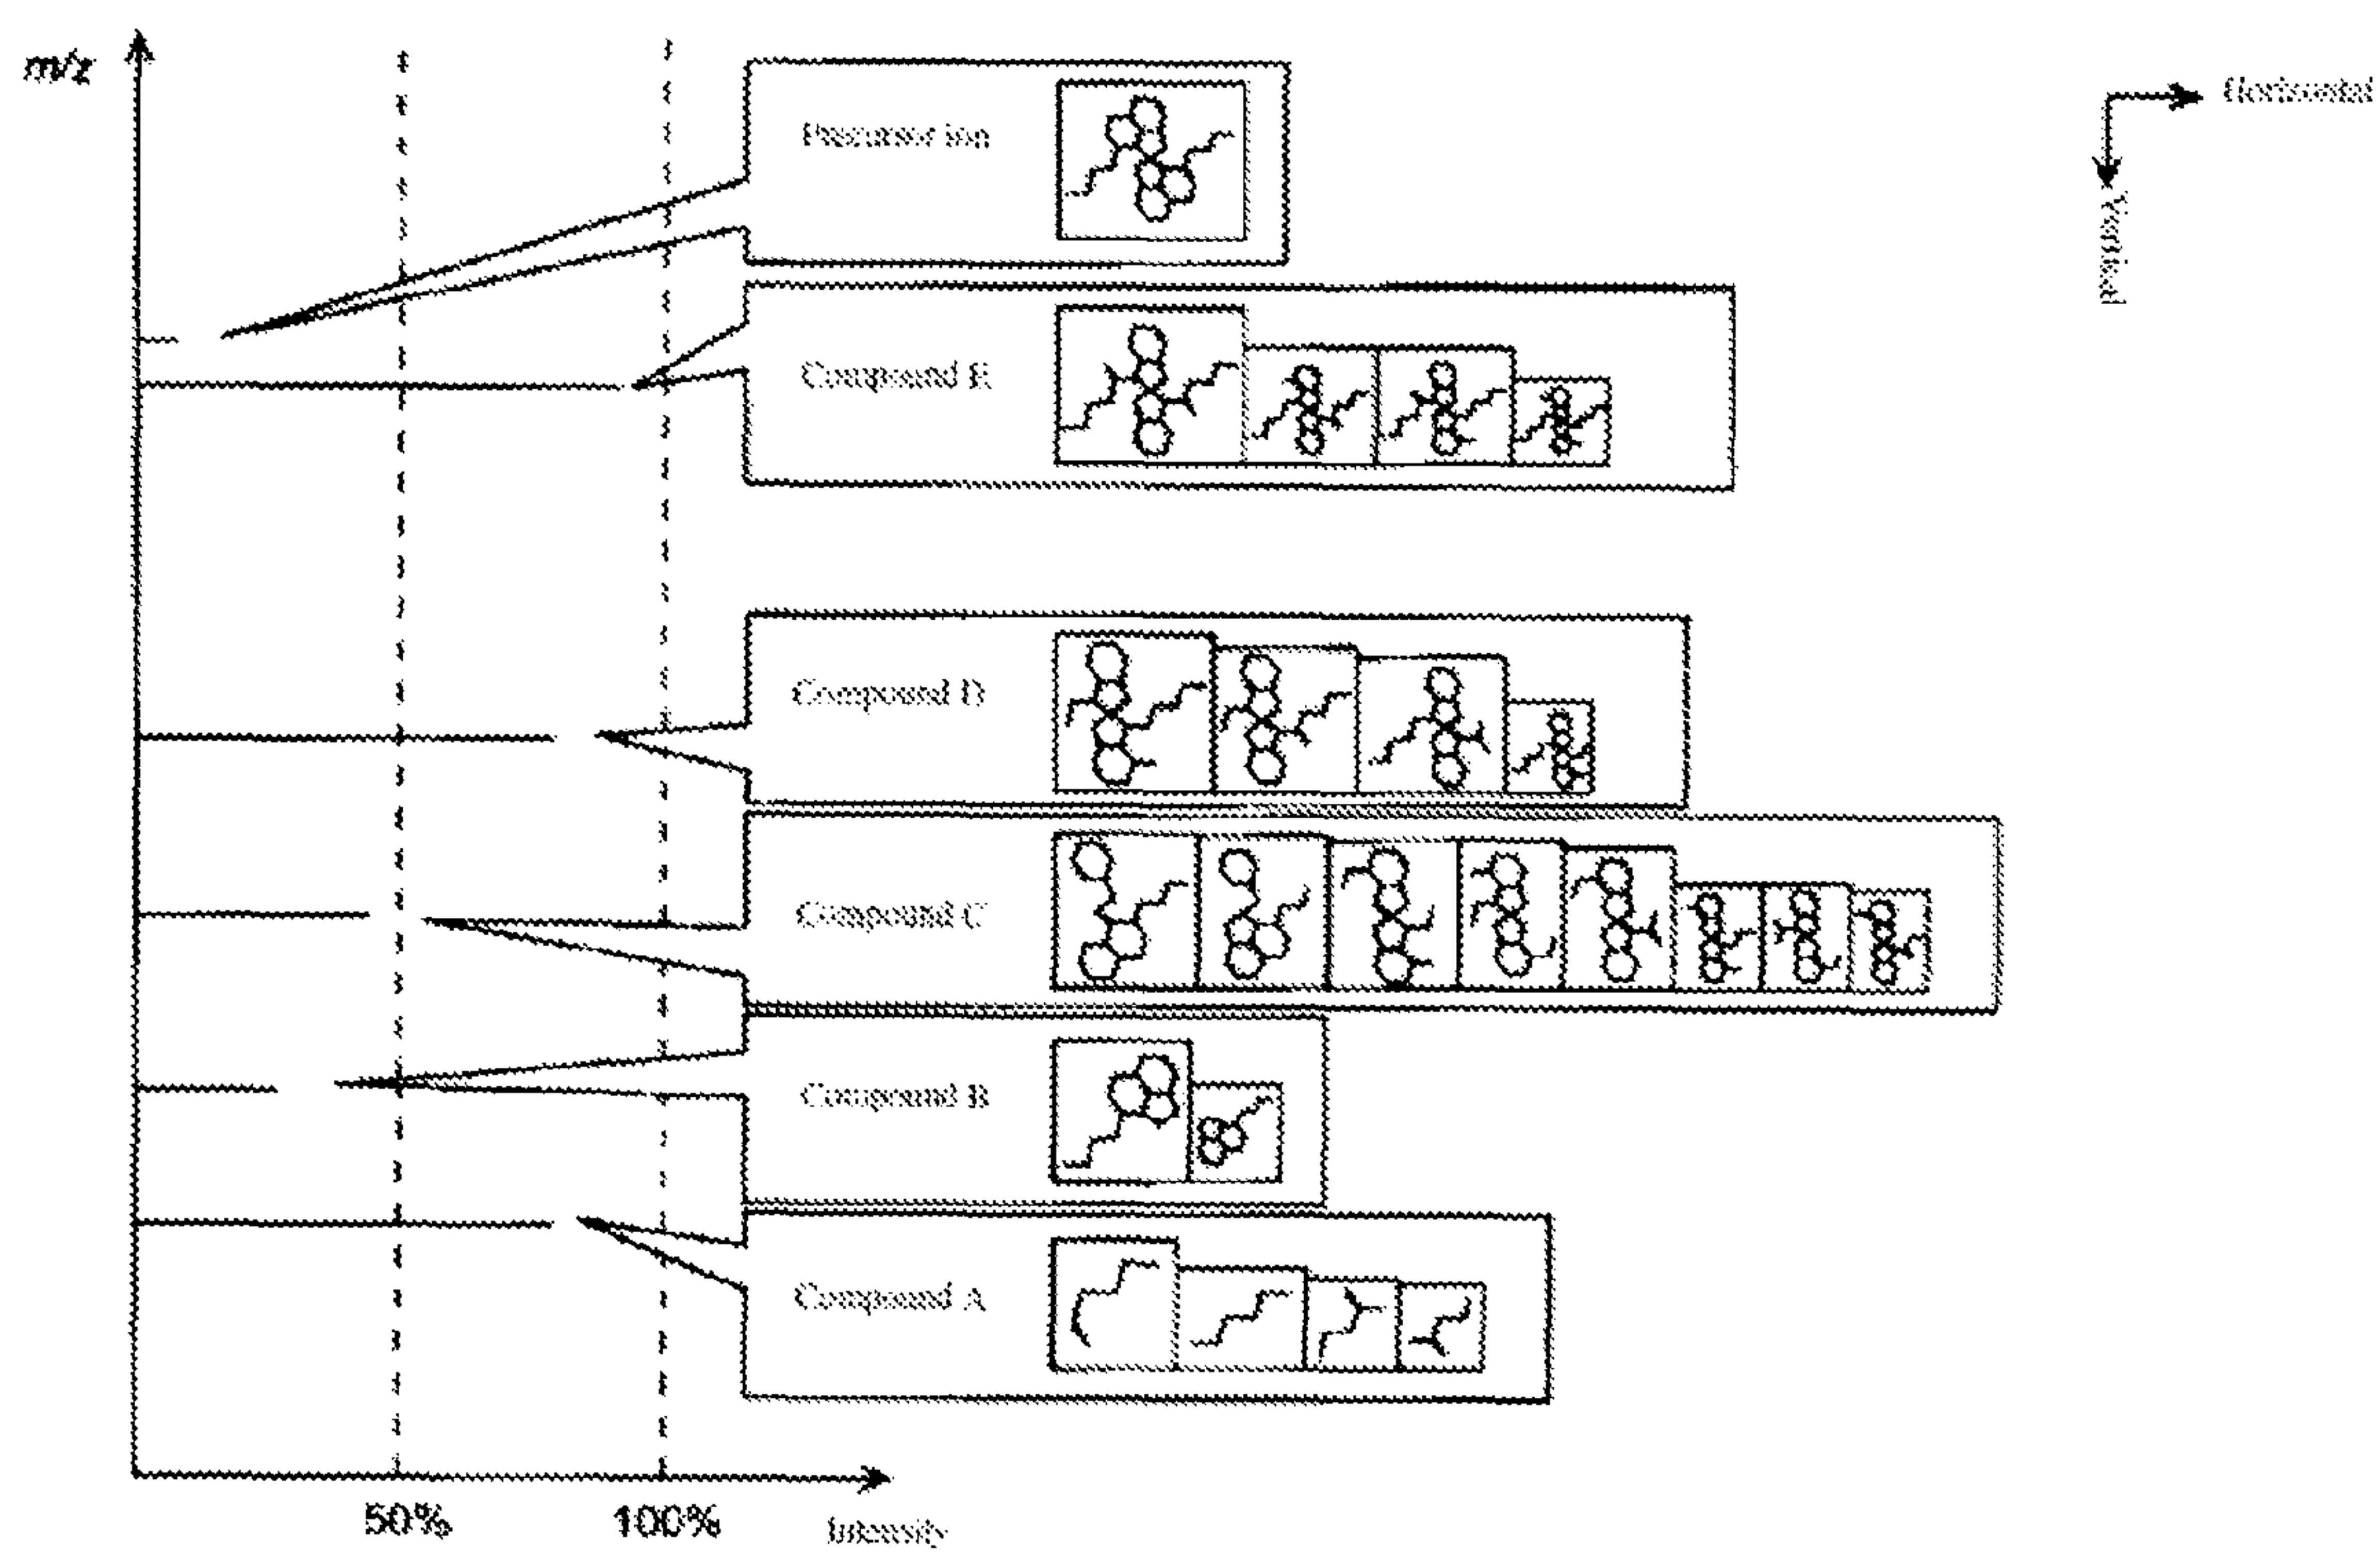 m/z
Horizontal
Vertical
Precursor ion
Compound E
Compound D
Compound C
Compound B
Compound A
50%
100%
Intensity